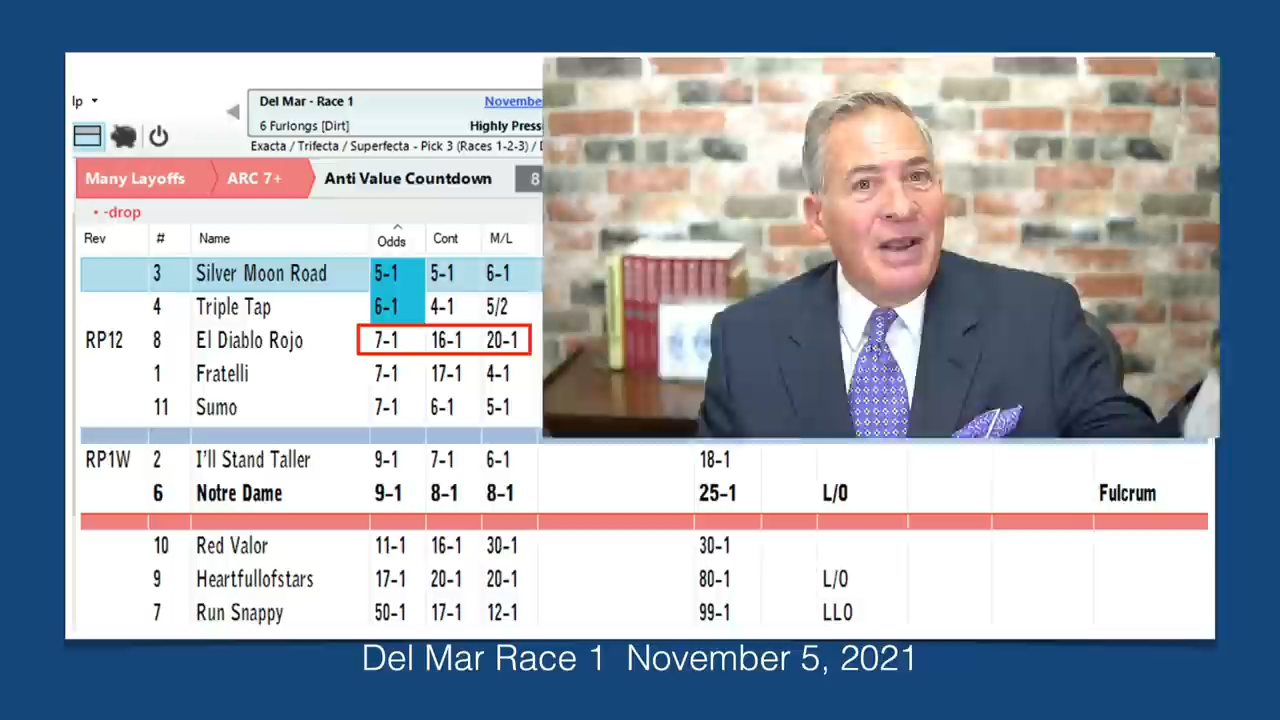 lp
Del Mar - Race 1
November
6 Furlongs [Dirt]
Highly Press
Exacta / Trifecta / Superfecta - Pick 3 (Races 1-2-3) /
Many Layoffs ARC 7+ Anti Value Countdown 8
• -drop
Rev # Name Odds Cont M/L
3 Silver Moon Road 5-1 5-1 6-1
4 Triple Tap 6-1 4-1 5/2
RP12 8 El Diablo Rojo 7-1 16-1 20-1
1 Fratelli 7-1 17-1 4-1
11 Sumo 7-1 6-1 5-1
RP1W 2 I'll Stand Taller 9-1 7-1 6-1 18-1
6 Notre Dame 9-1 8-1 8-1 25-1 L/O Fulcrum
10 Red Valor 11-1 16-1 30-1 30-1
9 Heartfullofstars 17-1 20-1 20-1 80-1 L/O
7 Run Snappy 50-1 17-1 12-1 99-1 LLO
Del Mar Race 1 November 5, 2021